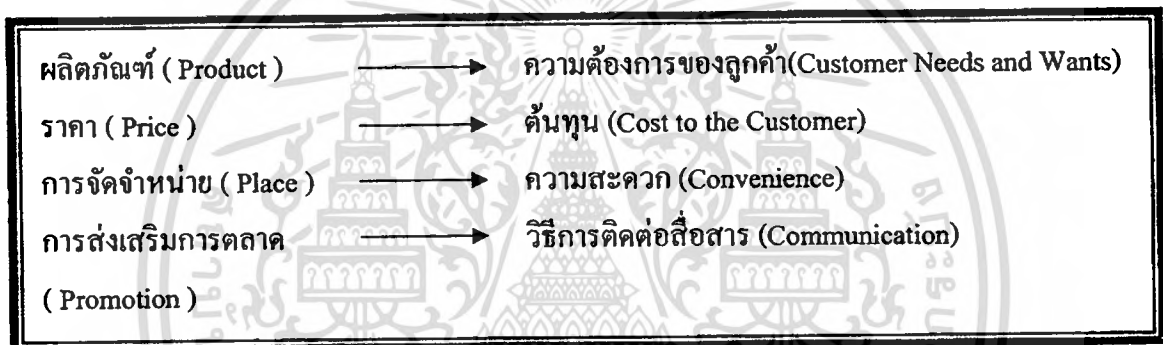 ผลิตภัณฑ์ ( Product ) ความต้องการของลูกค้า(Customer Needs and Wants)
ราคา ( Price ) ต้นทุน (Cost to the Customer)
การจัดจำหน่าย ( Place ) ความสะดวก (Convenience)
การส่งเสริมการตลาด วิธีการติดต่อสื่อสาร (Communication)
( Promotion )